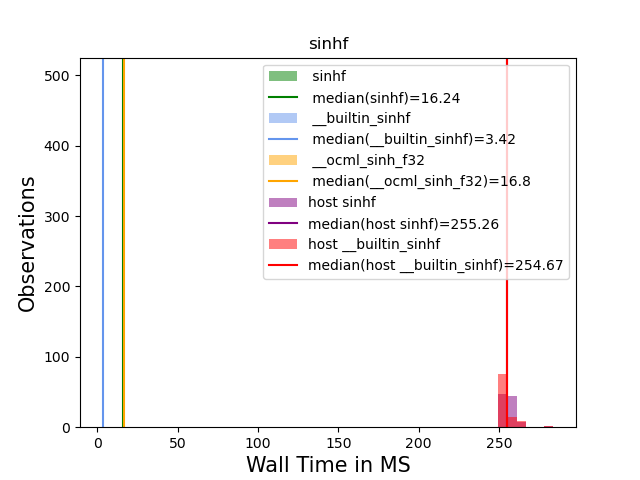 sinhf
500
400
300
200
100
0
Observations
sinhf
median(sinhf)=16.24
__builtin_sinhf
median(__builtin_sinhf)=3.42
__ocml_sinh_f32
median(__ocml_sinh_f32)=16.8
host sinhf
median(host sinhf)=255.26
host __builtin_sinhf
median(host __builtin_sinhf)=254.67
0 50 100 150 200 250
Wall Time in MS